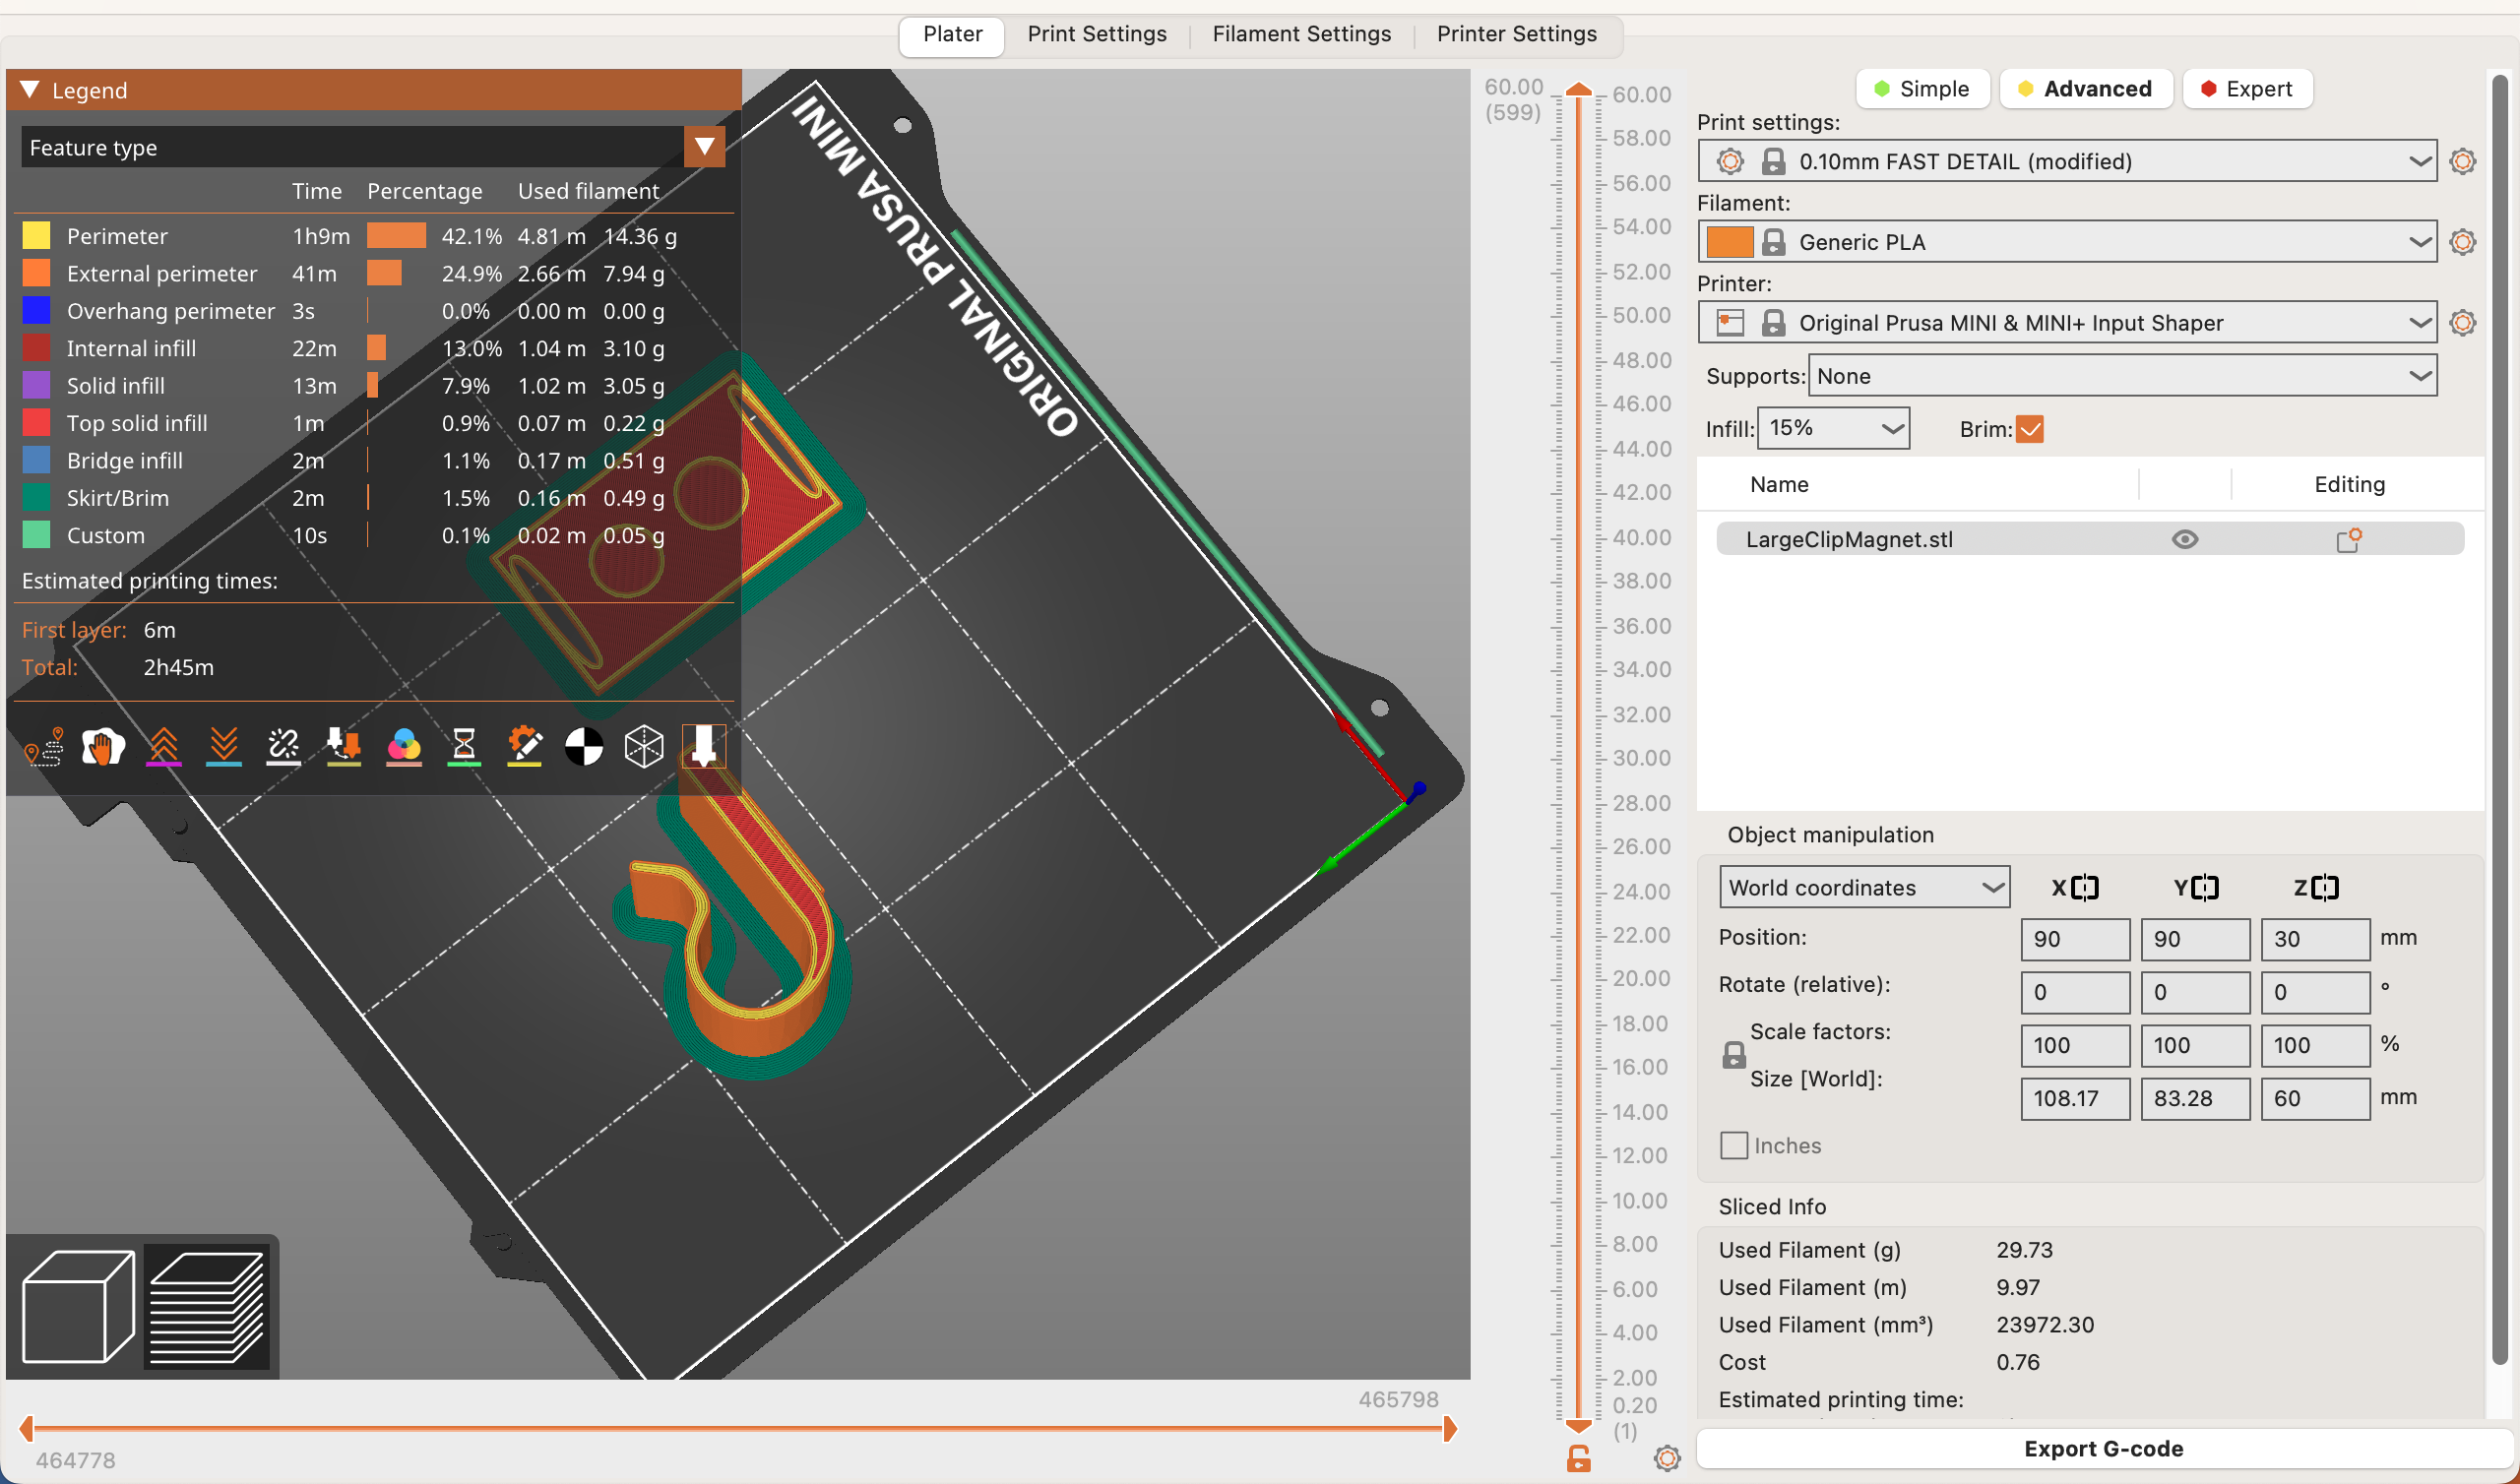 Plater
Print Settings
Filament Settings
Printer Settings
Legend
Feature type
Time Percentage Used filament
Perimeter 1h9m 42.1% 4.81 m 14.36 g
External perimeter 41m 24.9% 2.66 m 7.94 g
Overhang perimeter 3s 0.0% 0.00 m 0.00 g
Internal infill 22m 13.0% 1.04 m 3.10 g
Solid infill 13m 7.9% 1.02 m 3.05 g
Top solid infill 1m 0.9% 0.07 m 0.22 g
Bridge infill 2m 1.1% 0.17 m 0.51 g
Skirt/Brim 2m 1.5% 0.16 m 0.49 g
Custom 10s 0.1% 0.02 m 0.05 g
Estimated printing times:
First layer: 6m
Total: 2h45m
ORIGINAL PRUSA MINI
464778
465798
60.00
(599)
60.00
58.00
56.00
54.00
52.00
50.00
48.00
46.00
44.00
42.00
40.00
38.00
36.00
34.00
32.00
30.00
28.00
26.00
24.00
22.00
20.00
18.00
16.00
14.00
12.00
10.00
8.00
6.00
4.00
2.00
0.20
(1)
Simple
Advanced
Expert
Print settings:
0.10mm FAST DETAIL (modified)
Filament:
Generic PLA
Printer:
Original Prusa MINI & MINI+ Input Shaper
Supports: None
Infill: 15% Brim:
Name Editing
LargeClipMagnet.stl
Object manipulation
World coordinates X Y Z
Position: 90 90 30 mm
Rotate (relative): 0 0 0 °
Scale factors: 100 100 100 %
Size [World]: 108.17 83.28 60 mm
Inches
Sliced Info
Used Filament (g) 29.73
Used Filament (m) 9.97
Used Filament (mm³) 23972.30
Cost 0.76
Estimated printing time:
Export G-code